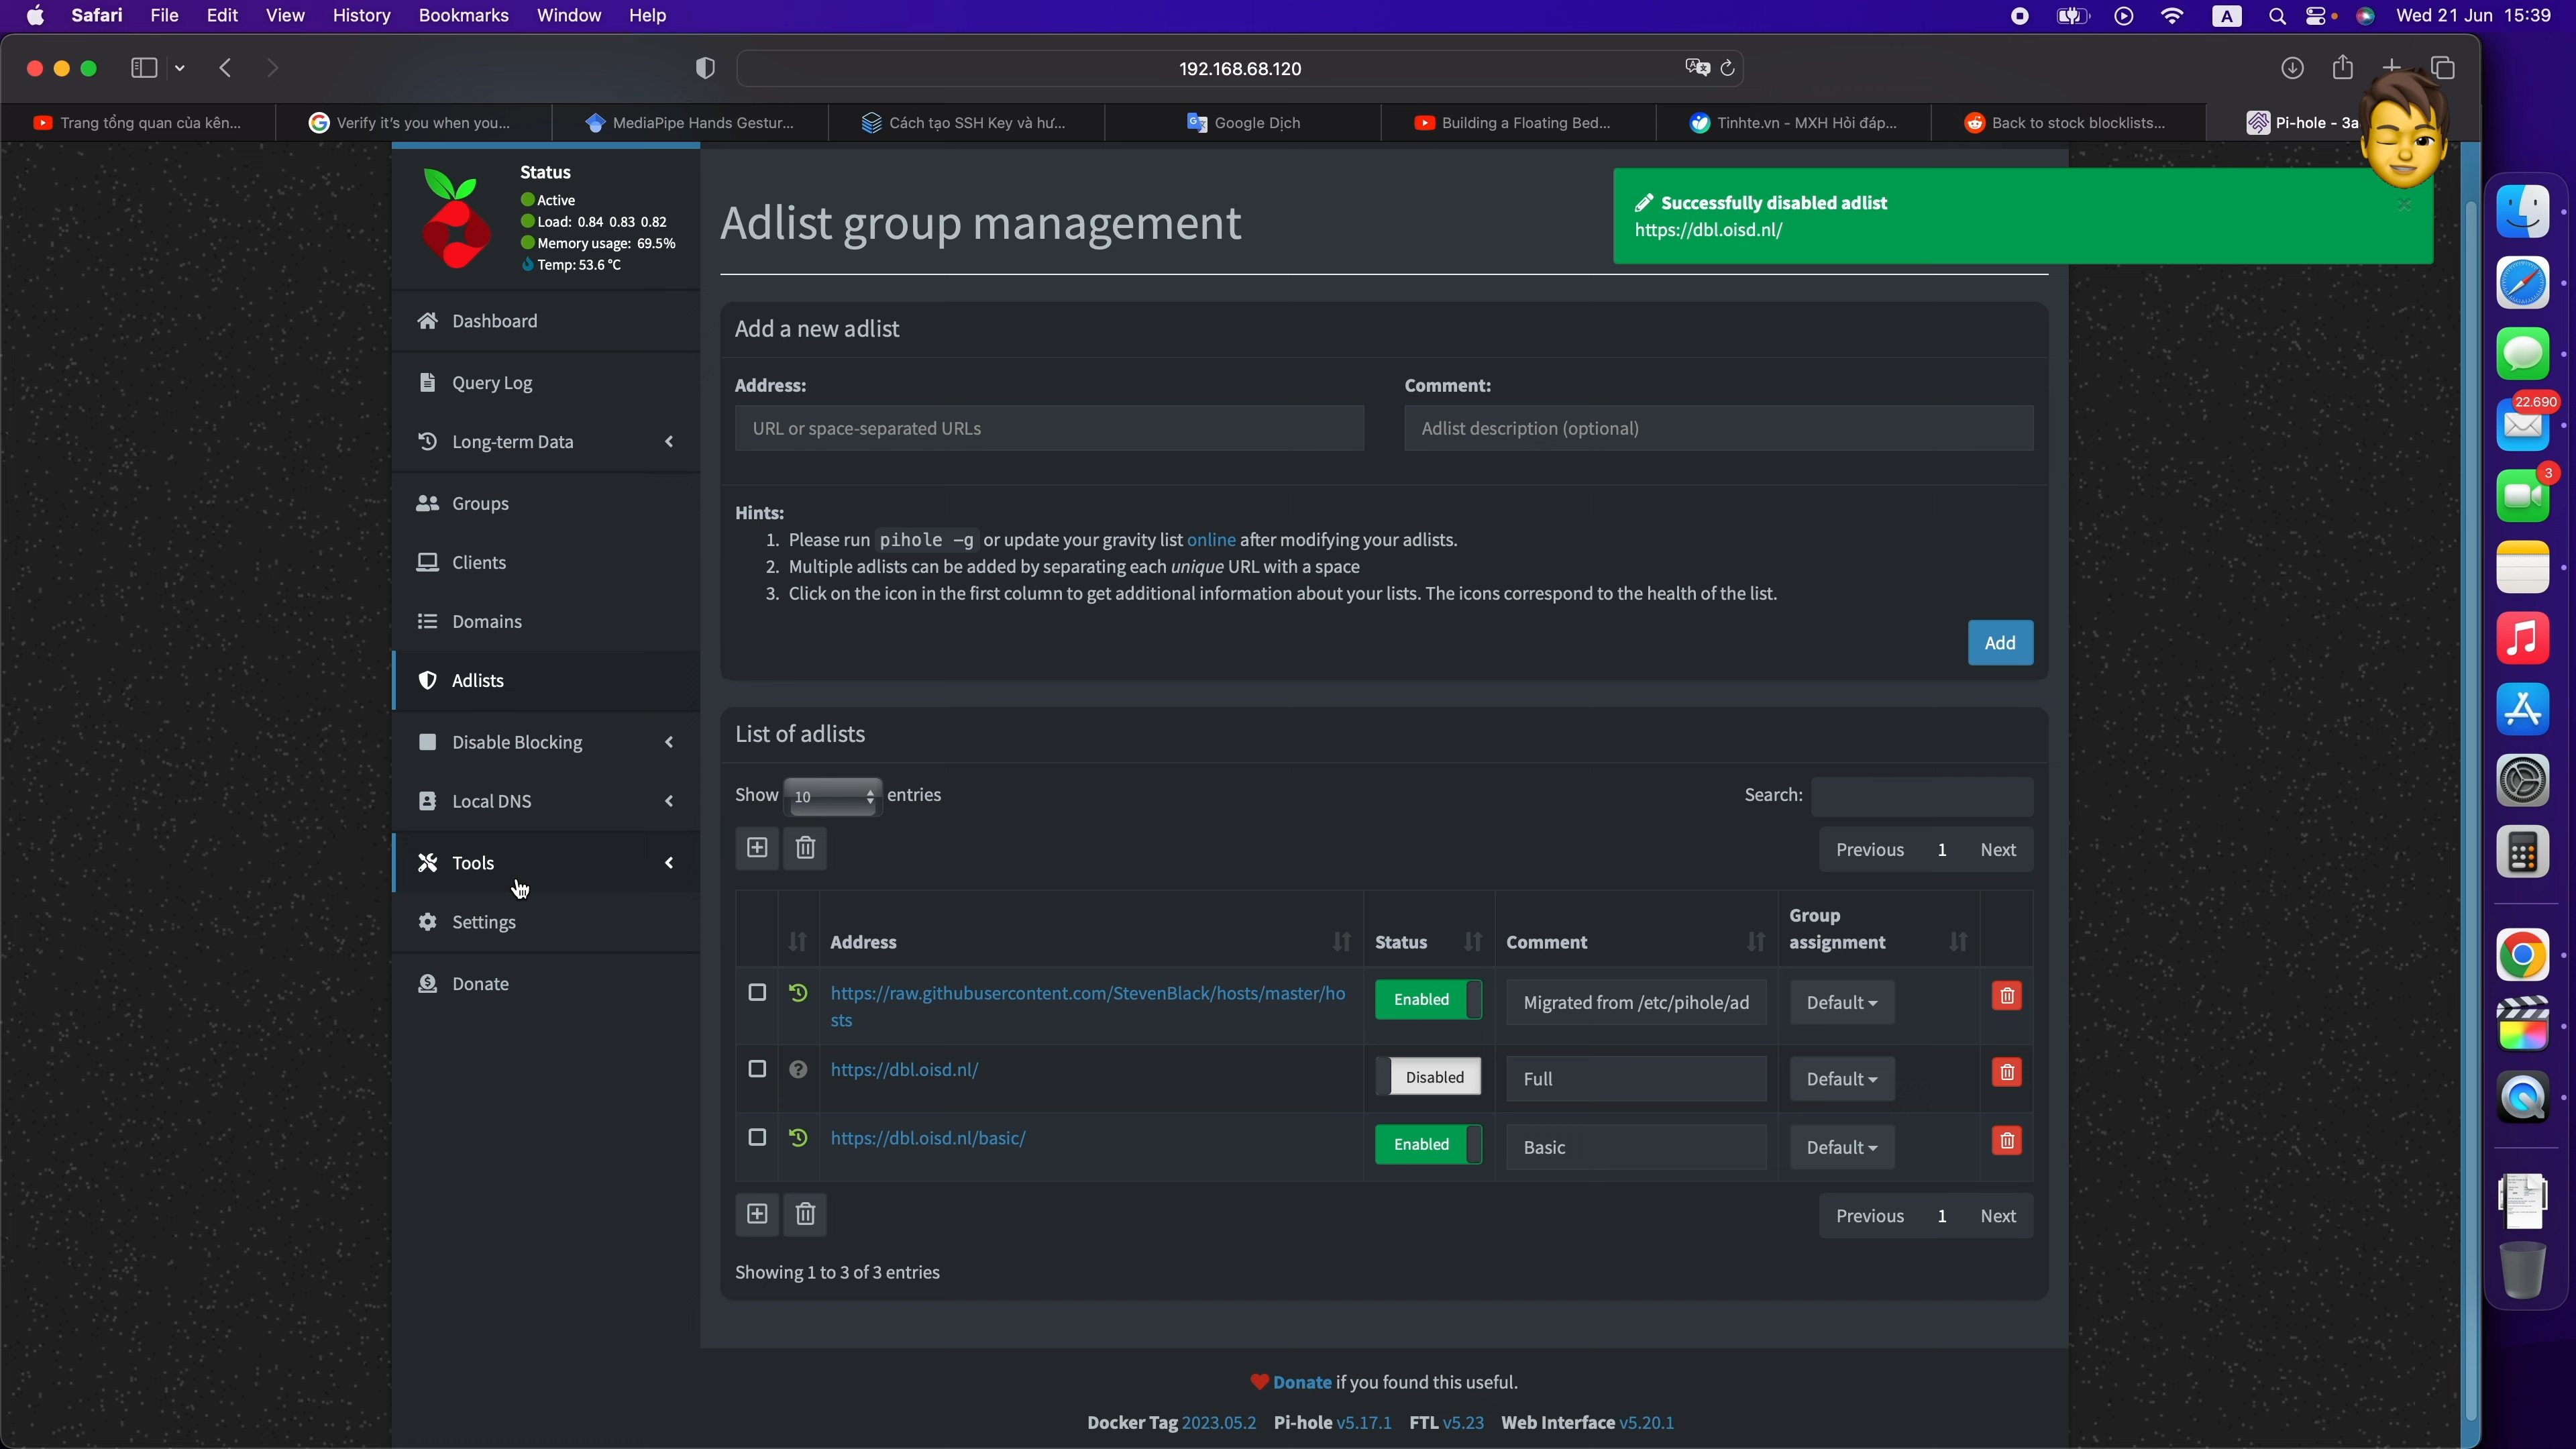 Safari File Edit View History Bookmarks Window Help
A Wed 21 Jun 15:39
192.168.68.120
Trang tổng quan của kên...
Verify it's you when you...
MediaPipe Hands Gestur...
Cách tạo SSH Key và hư...
Google Dịch
Building a Floating Bed...
Tinhte.vn - MXH Hỏi đáp...
Back to stock blocklists...
Pi-hole - 3a
Status
Active
Load: 0.84 0.83 0.82
Memory usage: 69.5%
Temp: 53.6 °C
Dashboard
Query Log
Long-term Data
Groups
Clients
Domains
Adlists
Disable Blocking
Local DNS
Tools
Settings
Donate
Adlist group management
Successfully disabled adlist
https://dbl.oisd.nl/
22.690
3
Add a new adlist
Address: Comment:
URL or space-separated URLs Adlist description (optional)
Hints:
1. Please run pihole -g or update your gravity list online after modifying your adlists.
2. Multiple adlists can be added by separating each unique URL with a space
3. Click on the icon in the first column to get additional information about your lists. The icons correspond to the health of the list.
Add
List of adlists
Show 10 entries Search:
Previous 1 Next
Address Status Comment Group
assignment
https://raw.githubusercontent.com/StevenBlack/hosts/master/ho
sts
Enabled Migrated from /etc/pihole/ad Default
https://dbl.oisd.nl/ Disabled Full Default
https://dbl.oisd.nl/basic/ Enabled Basic Default
Previous 1 Next
Showing 1 to 3 of 3 entries
Donate if you found this useful.
Docker Tag 2023.05.2 Pi-hole v5.17.1 FTL v5.23 Web Interface v5.20.1